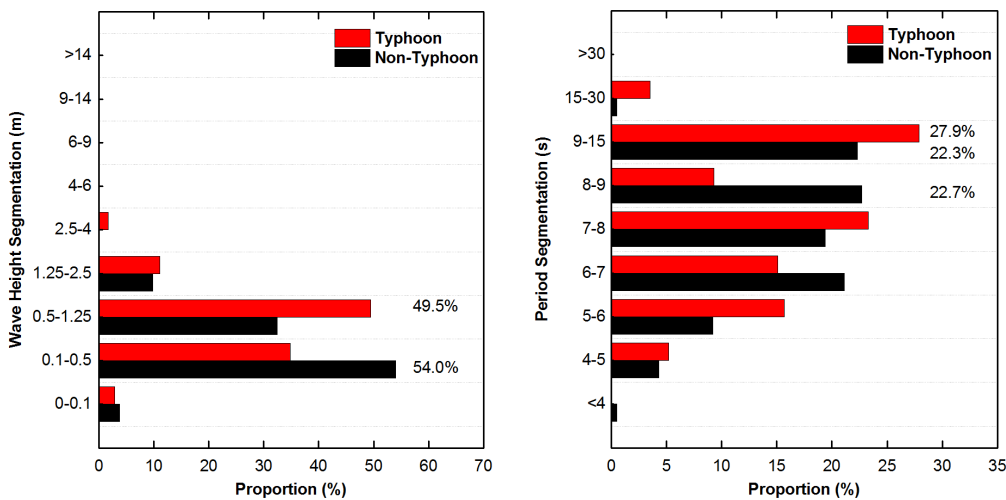 Typhoon
Non-Typhoon
>14
9-14
6-9
4-6
2.5-4
1.25-2.5
0.5-1.25
0.1-0.5
0-0.1
49.5%
54.0%
Wave Height Segmentation (m)
0 10 20 30 40 50 60 70
Proportion (%)
Typhoon
Non-Typhoon
>30
15-30
9-15
8-9
7-8
6-7
5-6
4-5
<4
27.9%
22.3%
22.7%
Period Segmentation (s)
0 5 10 15 20 25 30 35
Proportion (%)